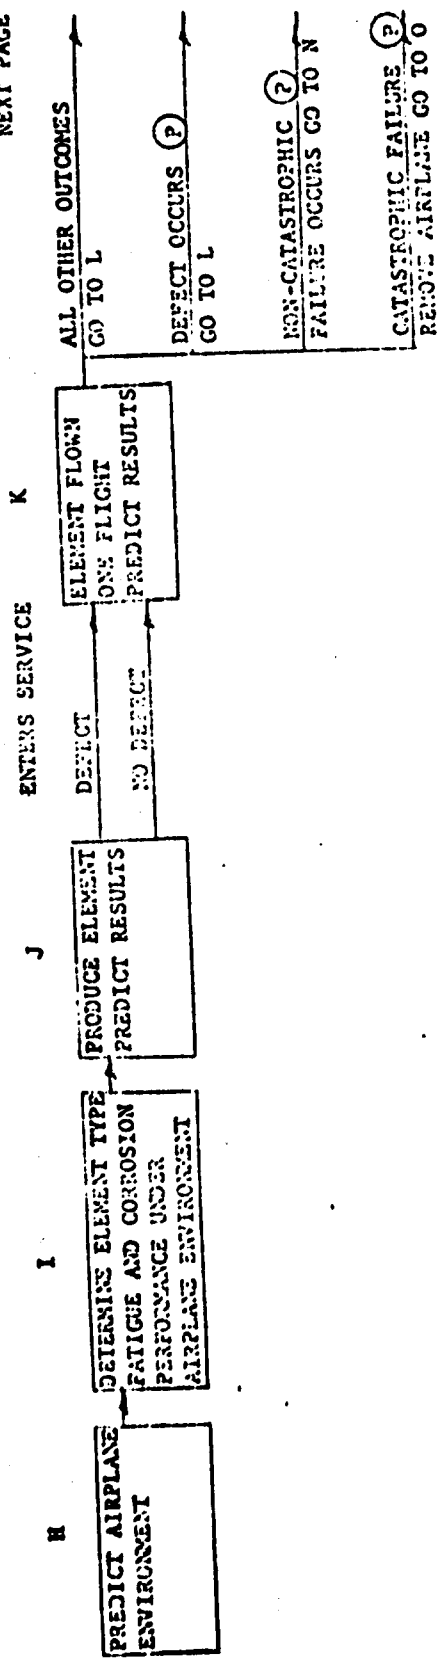 H
PREDICT AIRPLANE
ENVIRONMENT
I
DETERMINE ELEMENT TYPE
FATIGUE AND CORROSION
PERFORMANCE UNDER
AIRPLANE ENVIRONMENT
J
PRODUCE ELEMENT
PREDICT RESULTS
ENTERS SERVICE
DEFECT
NO DEFECT
K
ELEMENT FLOWN
ONE FLIGHT
PREDICT RESULTS
NEXT PAGE
ALL OTHER OUTCOMES
GO TO L
DEFECT OCCURS (P)
GO TO L
NON-CATASTROPHIC (P)
FAILURE OCCURS GO TO N
CATASTROPHIC FAILURE (P)
REMOVE AIRPLANE GO TO O